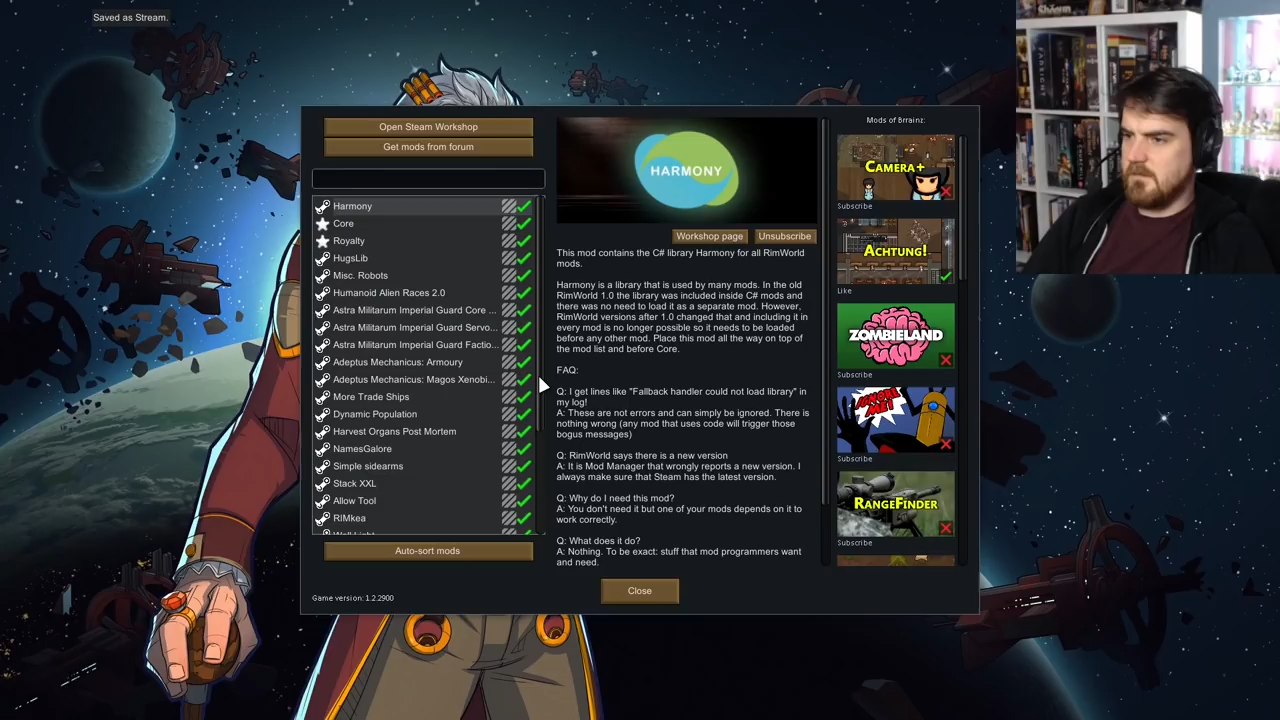 Saved as Stream.
Open Steam Workshop
Get mods from forum
Harmony
Core
Royalty
HugsLib
Misc. Robots
Humanoid Alien Races 2.0
Astra Militarum Imperial Guard Core ...
Astra Militarum Imperial Guard Servo...
Astra Militarum Imperial Guard Factio...
Adeptus Mechanicus: Armoury
Adeptus Mechanicus: Magos Xenobi...
More Trade Ships
Dynamic Population
Harvest Organs Post Mortem
NamesGalore
Simple sidearms
Stack XXL
Allow Tool
RIMkea
Wall Light
Auto-sort mods
Game version: 1.2.2900
HARMONY
Workshop page
Unsubscribe
This mod contains the C# library Harmony for all RimWorld
mods.
Harmony is a library that is used by many mods. In the old
RimWorld 1.0 the library was included inside C# mods and
there was no need to load it as a separate mod. However,
RimWorld versions after 1.0 changed that and including it in
every mod is no longer possible so it needs to be loaded
before any other mod. Place this mod all the way on top of
the mod list and before Core.
FAQ:
Q: I get lines like "Fallback handler could not load library" in
my log!
A: These are not errors and can simply be ignored. There is
nothing wrong (any mod that uses code will trigger those
bogus messages)
Q: RimWorld says there is a new version
A: It is Mod Manager that wrongly reports a new version. I
always make sure that Steam has the latest version.
Q: Why do I need this mod?
A: You don't need it but one of your mods depends on it to
work correctly.
Q: What does it do?
A: Nothing. To be exact: stuff that mod programmers want
and need.
Close
Mods of Brrainz:
CAMERA+
Subscribe
ACHTUNG!
Like
ZOMBIELAND
Subscribe
IGNORE
ME!
Subscribe
RANGEFINDER
Subscribe